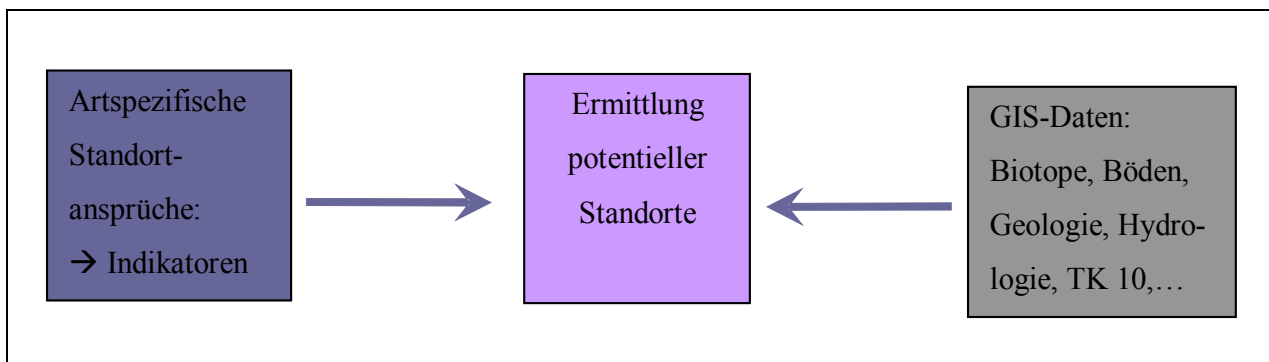 Artspezifische
Standort-
ansprüche:
→ Indikatoren
Ermittlung
potentieller
Standorte
GIS-Daten:
Biotope, Böden,
Geologie, Hydro-
logie, TK 10,…